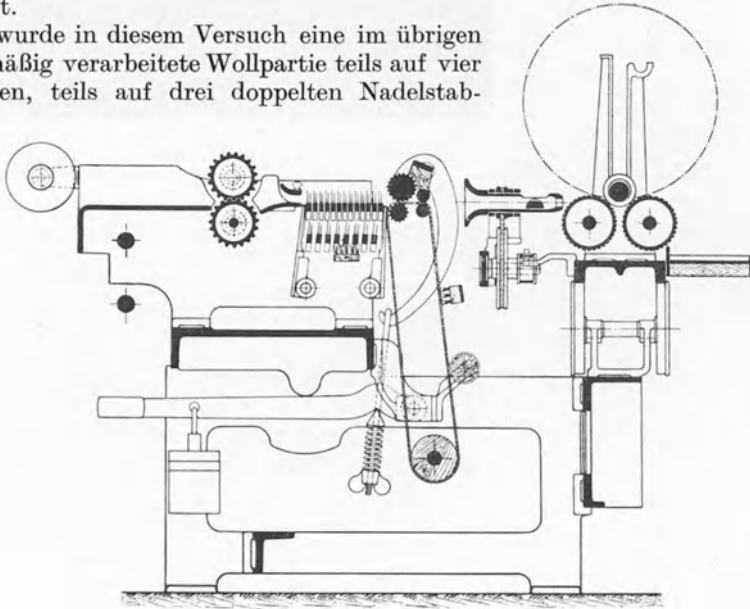 t.
wurde in diesem Versuch eine im übrigen
mäßig verarbeitete Wollpartie teils auf vier
en, teils auf drei doppelten Nadelstab-